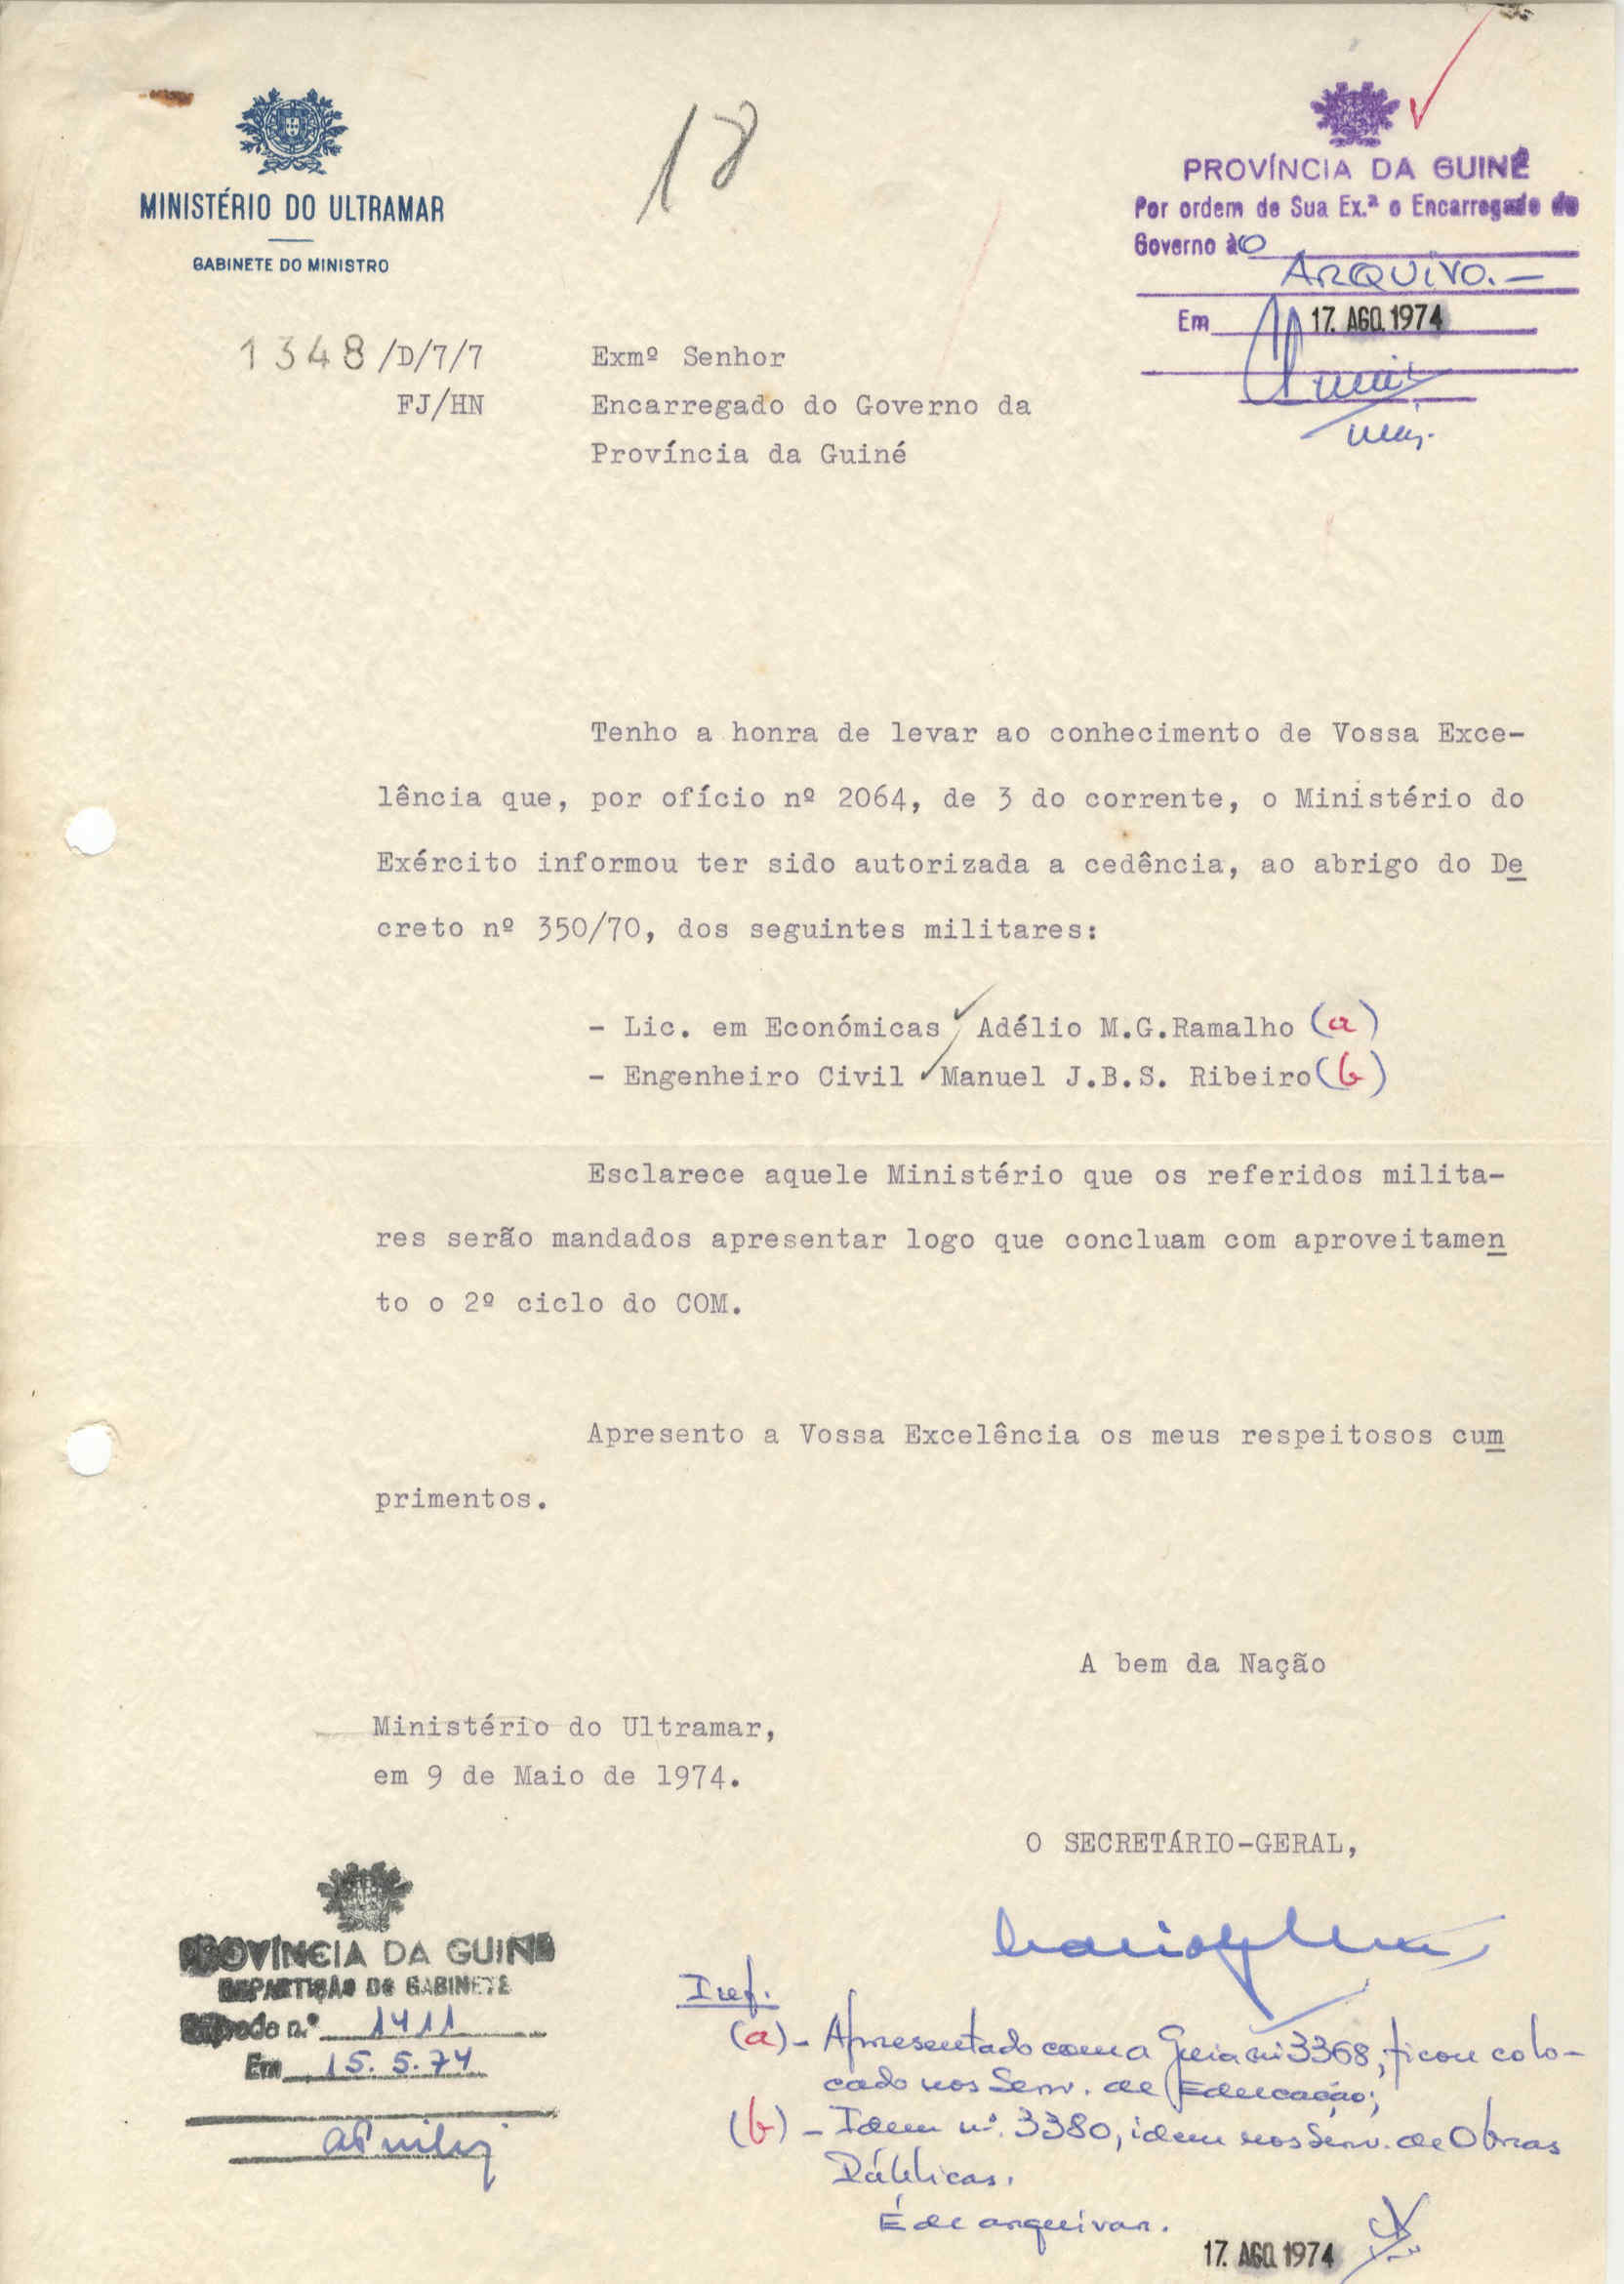 18
MINISTÉRIO DO ULTRAMAR
GABINETE DO MINISTRO
PROVÍNCIA DA GUINÉ
Por ordem de Sua Ex.ª o Encarregado do
Governo ào
ARQUIVO.—
Em 17. AGO. 1974
1348/D/7/7
FJ/HN
Exmº Senhor
Encarregado do Governo da
Província da Guiné
Tenho a honra de levar ao conhecimento de Vossa Exce-
lência que, por ofício nº 2064, de 3 do corrente, o Ministério do
Exército informou ter sido autorizada a cedência, ao abrigo do De
creto nº 350/70, dos seguintes militares:
- Lic. em Económicas, Adélio M.G.Ramalho (a)
- Engenheiro Civil Manuel J.B.S. Ribeiro (b)
Esclarece aquele Ministério que os referidos milita-
res serão mandados apresentar logo que concluam com aproveitamen
to o 2º ciclo do COM.
Apresento a Vossa Excelência os meus respeitosos cum
primentos.
A bem da Nação
Ministério do Ultramar,
em 9 de Maio de 1974.
O SECRETÁRIO-GERAL,
PROVÍNCIA DA GUINÉ
REPARTIÇÃO DO GABINETE
Entrada n.º 1411
Em 15.5.74
Inf.
(a) - Apresentado com a Guia nº 3368, ficou colo-
cado nos Serv. de Educação;
(b) - Idem nº. 3380, idem nos Serv. de Obras
Públicas.
É de arquivar.
17. AGO. 1974